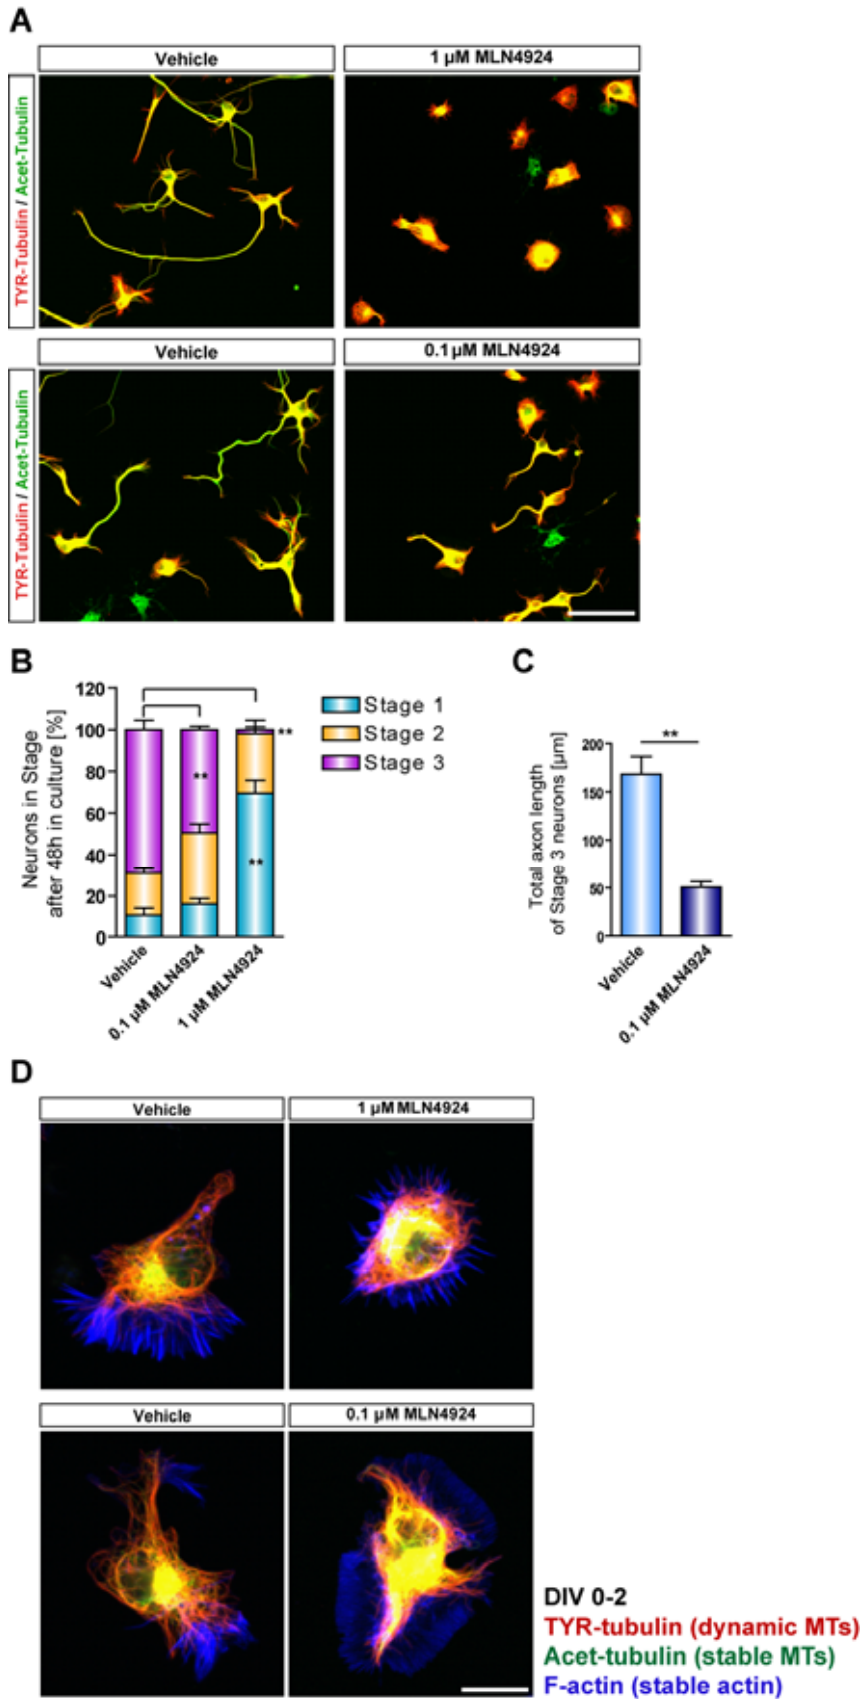 A
Vehicle
1 µM MLN4924
TYR-Tubulin / Acet-Tubulin
Vehicle
0.1µM MLN4924
TYR-Tubulin / Acet-Tubulin
B
Neurons in Stage
after 48h in culture [%]
120
100
80
60
40
20
0
**
**
**
Vehicle
0.1 µM MLN4924
1 µM MLN4924
Stage 1
Stage 2
Stage 3
C
Total axon length
of Stage 3 neurons [µm]
200
150
100
50
0
**
Vehicle
0.1 µM MLN4924
D
Vehicle
1 µM MLN4924
Vehicle
0.1 µM MLN4924
DIV 0-2
TYR-tubulin (dynamic MTs)
Acet-tubulin (stable MTs)
F-actin (stable actin)